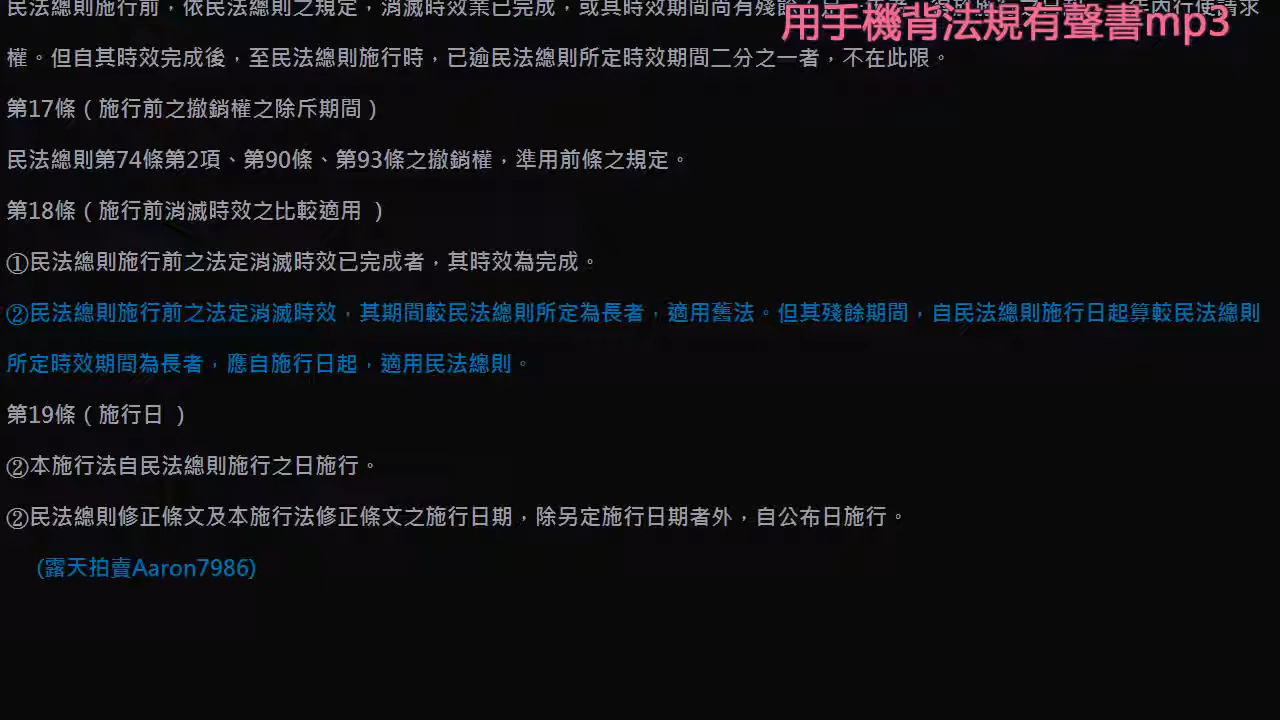 民法總則施行前，依民法總則之規定，消滅時效業已完成，或其時效期間尚有殘餘
年內行使請求
用手機背法規有聲書mp3
權。但自其時效完成後，至民法總則施行時，已逾民法總則所定時效期間二分之一者，不在此限。
第17條（施行前之撤銷權之除斥期間）
民法總則第74條第2項、第90條、第93條之撤銷權，準用前條之規定。
第18條（施行前消滅時效之比較適用 ）
①民法總則施行前之法定消滅時效已完成者，其時效為完成。
②民法總則施行前之法定消滅時效，其期間較民法總則所定為長者，適用舊法。但其殘餘期間，自民法總則施行日起算較民法總則
所定時效期間為長者，應自施行日起，適用民法總則。
第19條（施行日 ）
②本施行法自民法總則施行之日施行。
②民法總則修正條文及本施行法修正條文之施行日期，除另定施行日期者外，自公布日施行。
(露天拍賣Aaron7986)